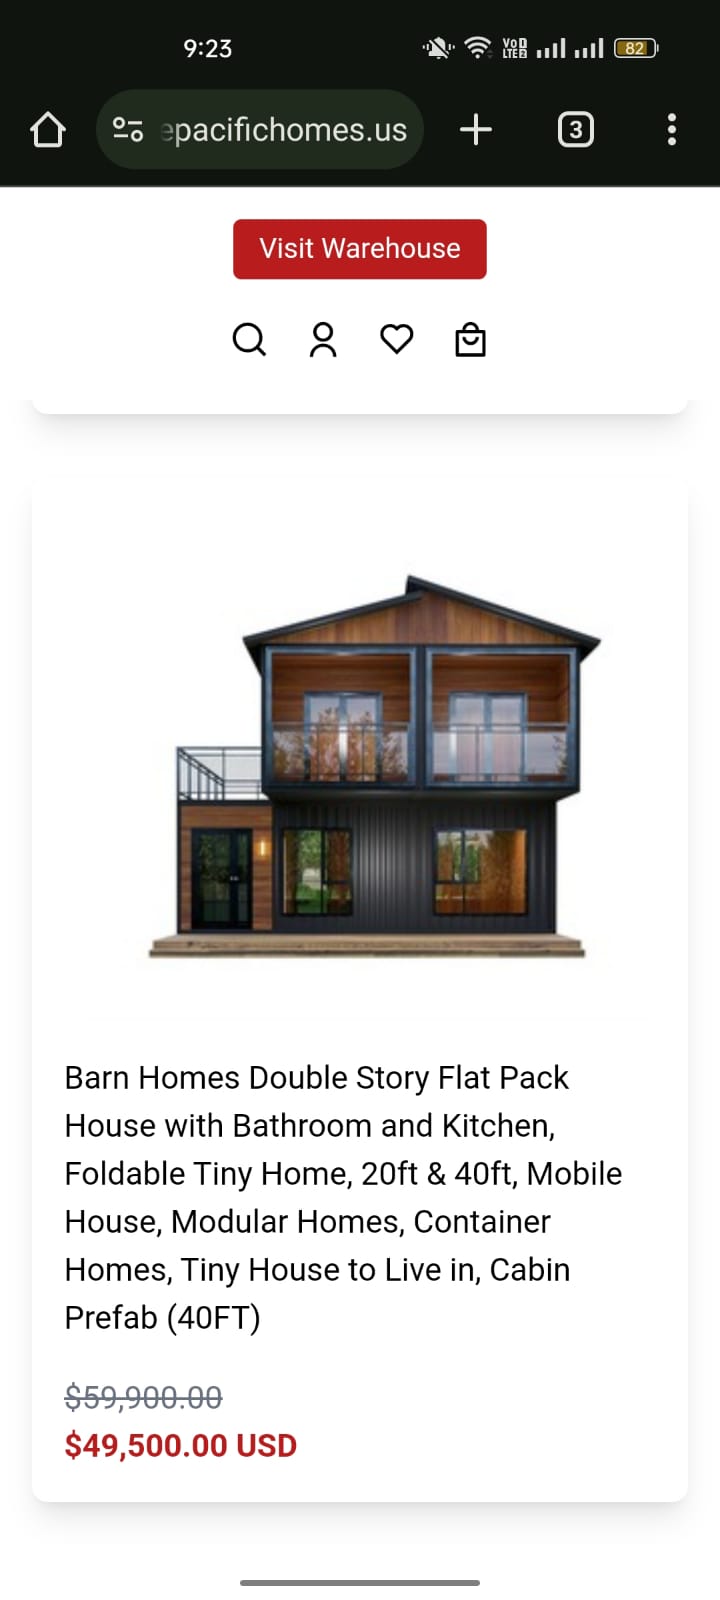 9:23
VoD
LTE2
82
epacifichomes.us
3
Visit Warehouse
Barn Homes Double Story Flat Pack
House with Bathroom and Kitchen,
Foldable Tiny Home, 20ft & 40ft, Mobile
House, Modular Homes, Container
Homes, Tiny House to Live in, Cabin
Prefab (40FT)
$59,900.00
$49,500.00 USD